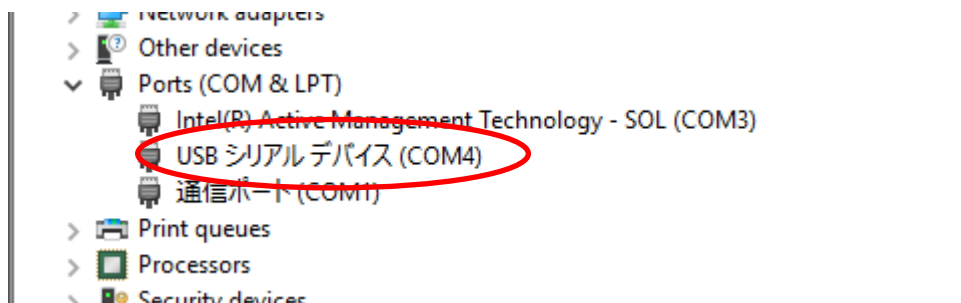 Network adapters
Other devices
Ports (COM & LPT)
Intel(R) Active Management Technology - SOL (COM3)
USB シリアル デバイス (COM4)
通信ポート (COM1)
Print queues
Processors
Security devices